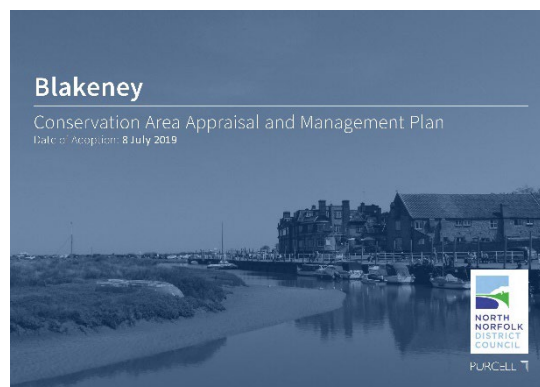 Blakeney
Conservation Area Appraisal and Management Plan
Date of Adoption: 8 July 2019
NORTH
NORFOLK
DISTRICT
COUNCIL
PURCELL